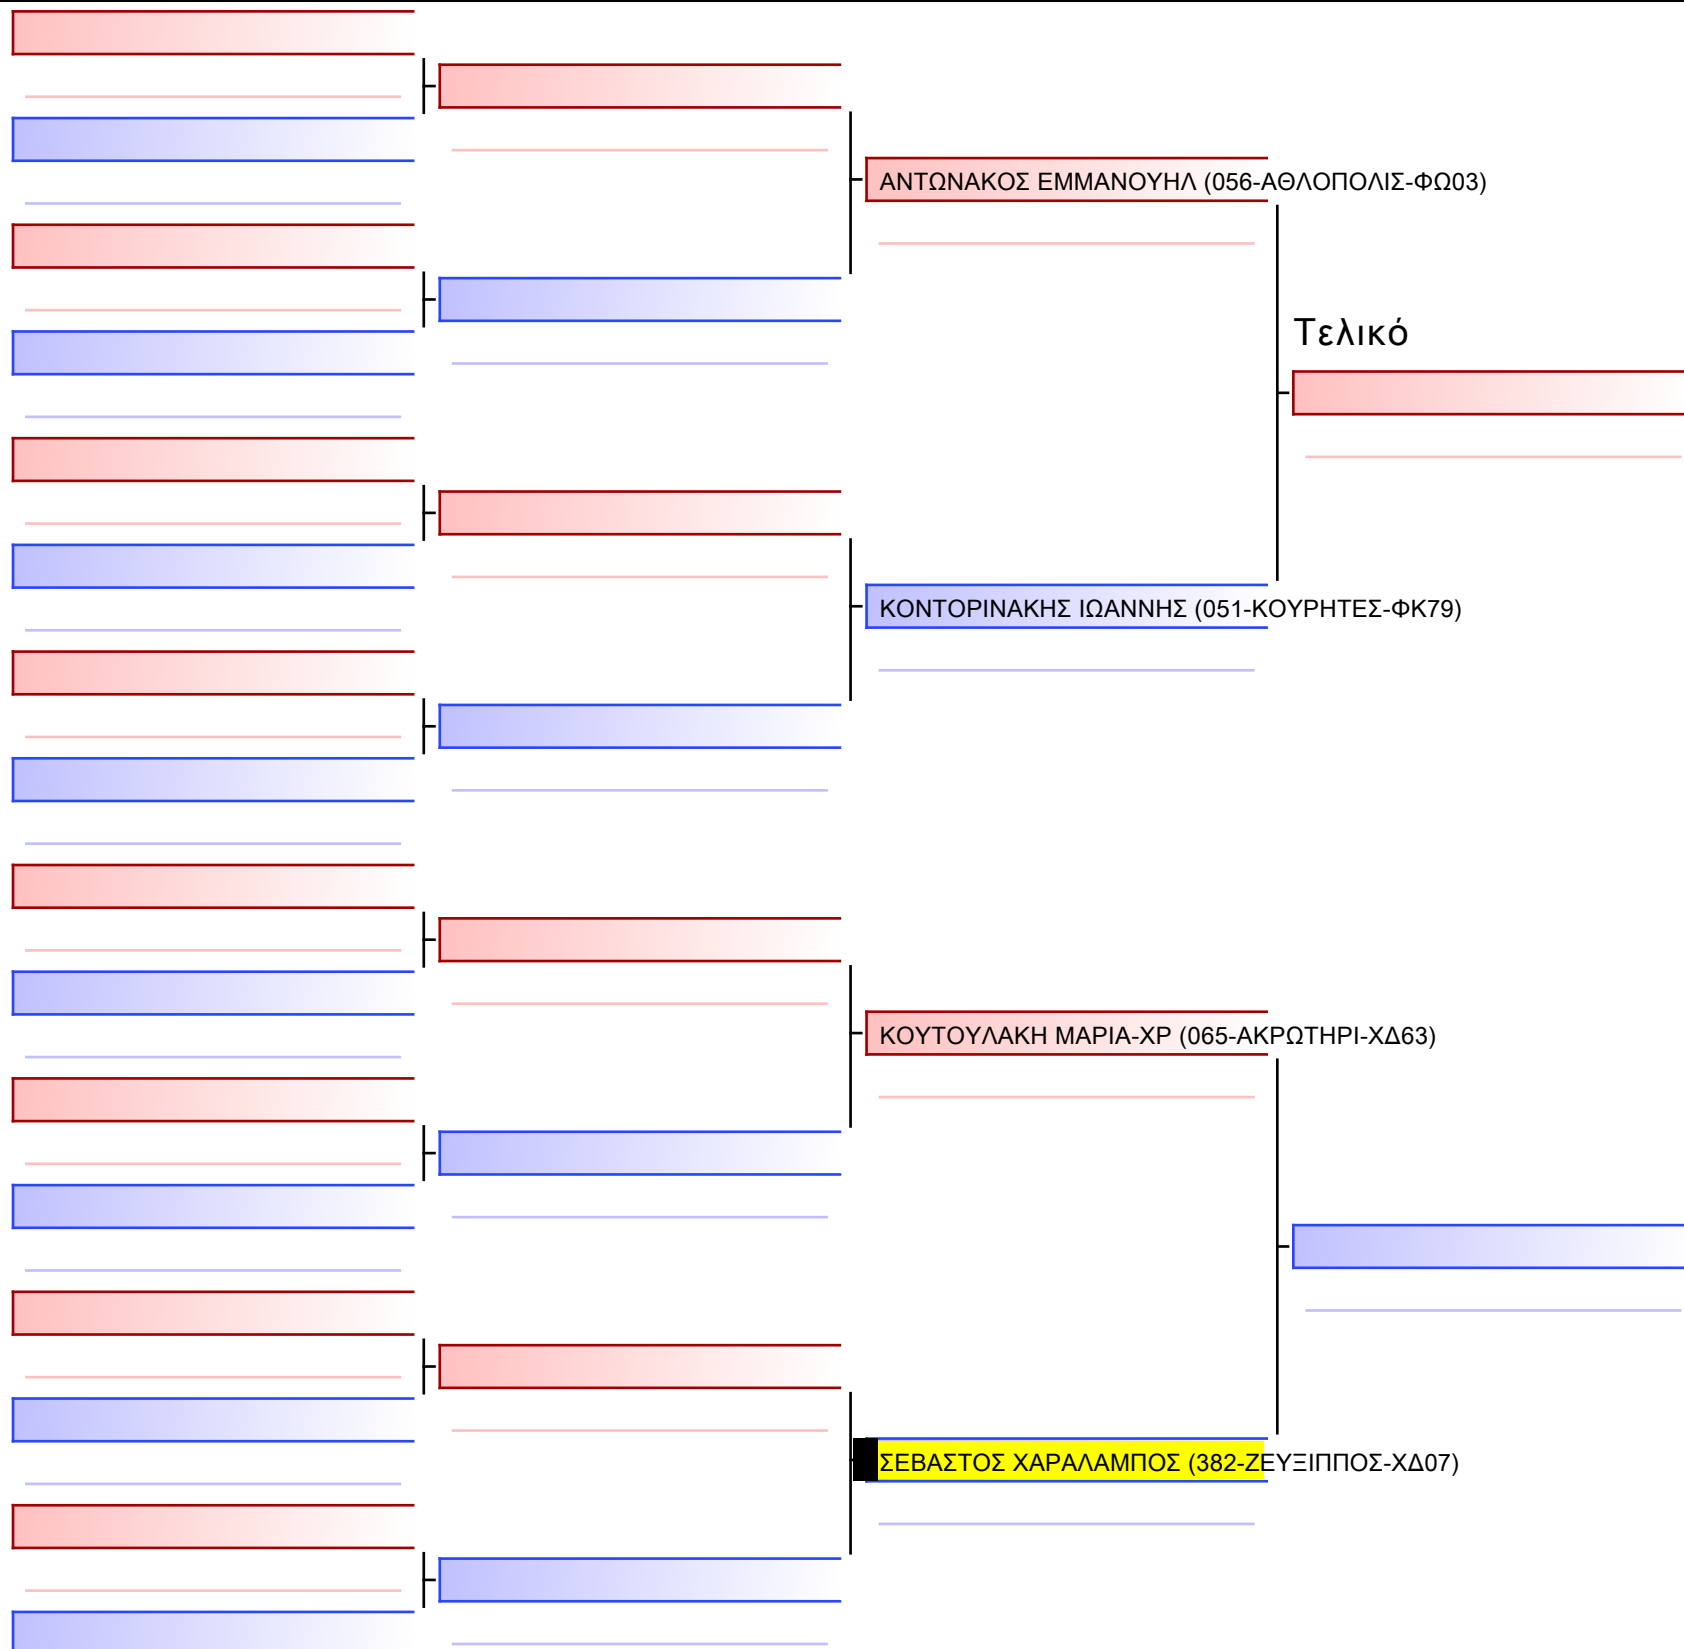 ΑΝΤΩΝΑΚΟΣ ΕΜΜΑΝΟΥΗΛ (056-ΑΘΛΟΠΟΛΙΣ-ΦΩ03)
Τελικό
ΚΟΝΤΟΡΙΝΑΚΗΣ ΙΩΑΝΝΗΣ (051-ΚΟΥΡΗΤΕΣ-ΦΚ79)
ΚΟΥΤΟΥΛΑΚΗ ΜΑΡΙΑ-ΧΡ (065-ΑΚΡΩΤΗΡΙ-ΧΔ63)
ΣΕΒΑΣΤΟΣ ΧΑΡΑΛΑΜΠΟΣ (382-ΖΕΥΞΙΠΠΟΣ-ΧΔ07)